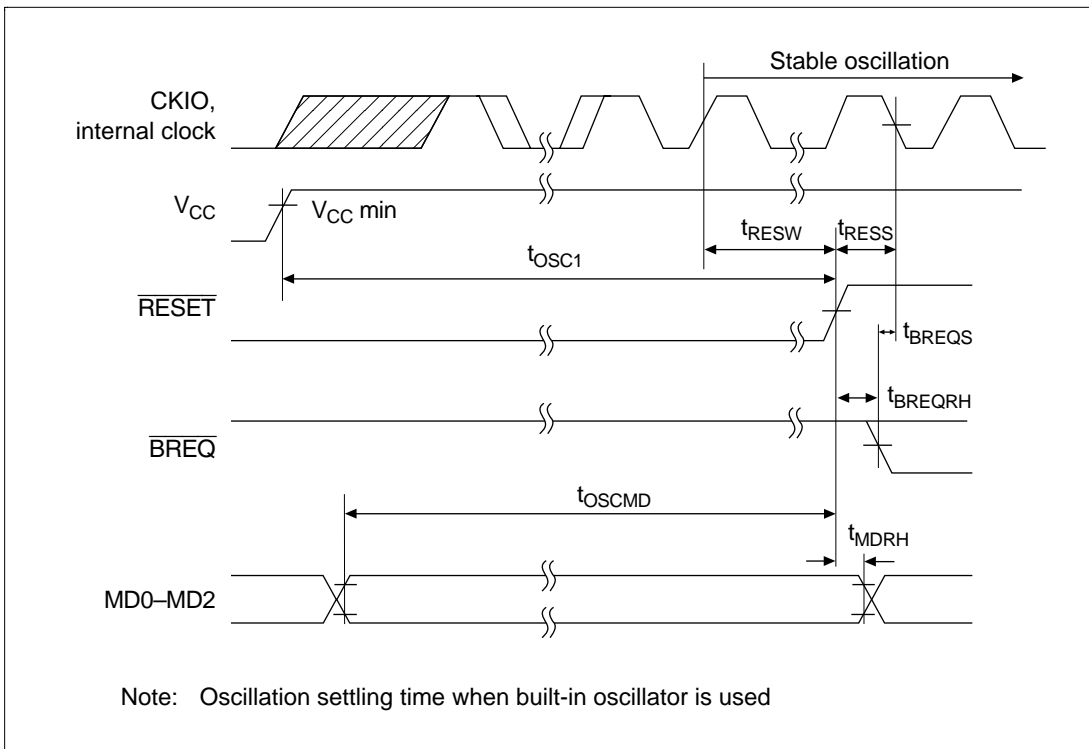 Stable oscillation
CKIO,
internal clock
VCC
VCC min
tRESW
tRESS
tOSC1
RESET
tBREQS
tBREQRH
BREQ
tOSCMD
tMDRH
MD0–MD2
Note: Oscillation settling time when built-in oscillator is used